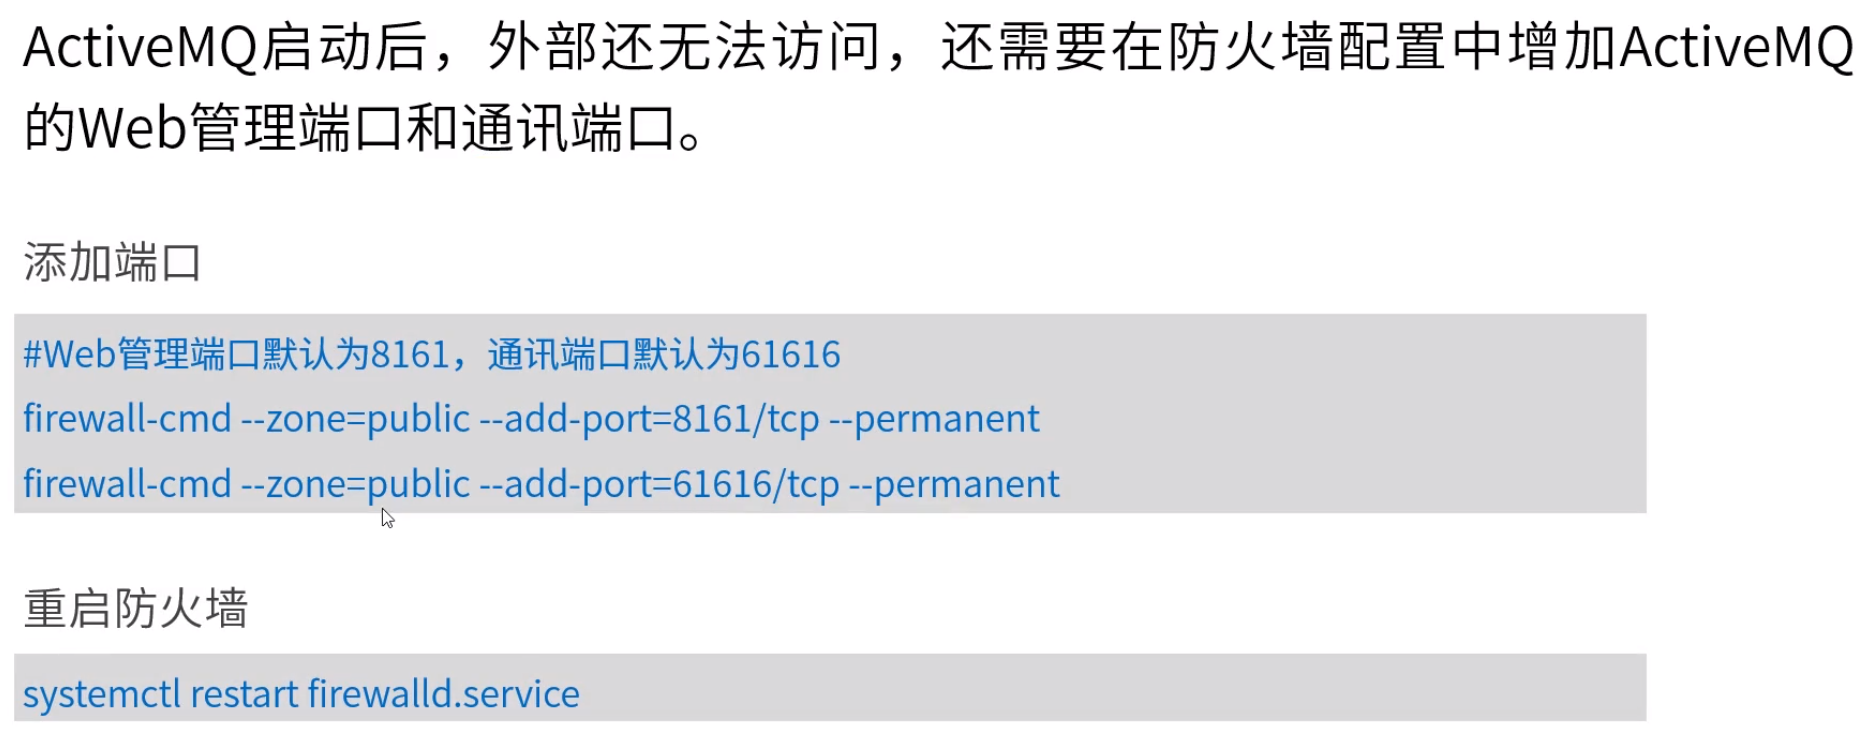 ActiveMQ启动后，外部还无法访问，还需要在防火墙配置中增加ActiveMQ
的Web管理端口和通讯端口。
添加端口
#Web管理端口默认为8161，通讯端口默认为61616
firewall-cmd --zone=public --add-port=8161/tcp --permanent
firewall-cmd --zone=public --add-port=61616/tcp --permanent
重启防火墙
systemctl restart firewalld.service